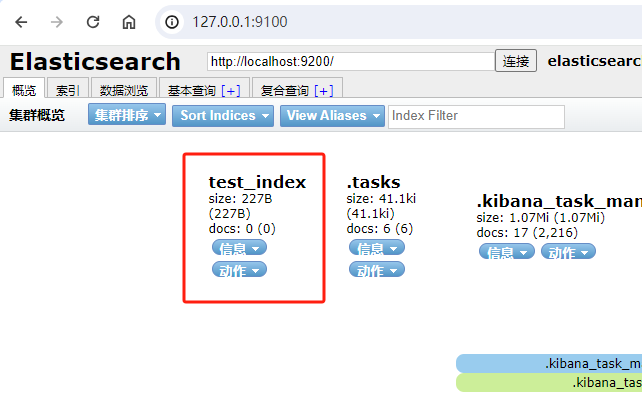 127.0.0.1:9100
Elasticsearch http://localhost:9200/ 连接 elasticsearc
概览 索引 数据浏览 基本查询 [+] 复合查询 [+]
集群概览 集群排序 Sort Indices View Aliases Index Filter
test_index
size: 227B
(227B)
docs: 0 (0)
信息
动作
.tasks
size: 41.1ki
(41.1ki)
docs: 6 (6)
信息
动作
.kibana_task_man
size: 1.07Mi (1.07Mi)
docs: 17 (2,216)
信息 动作
.kibana_task_m
.kibana_tas